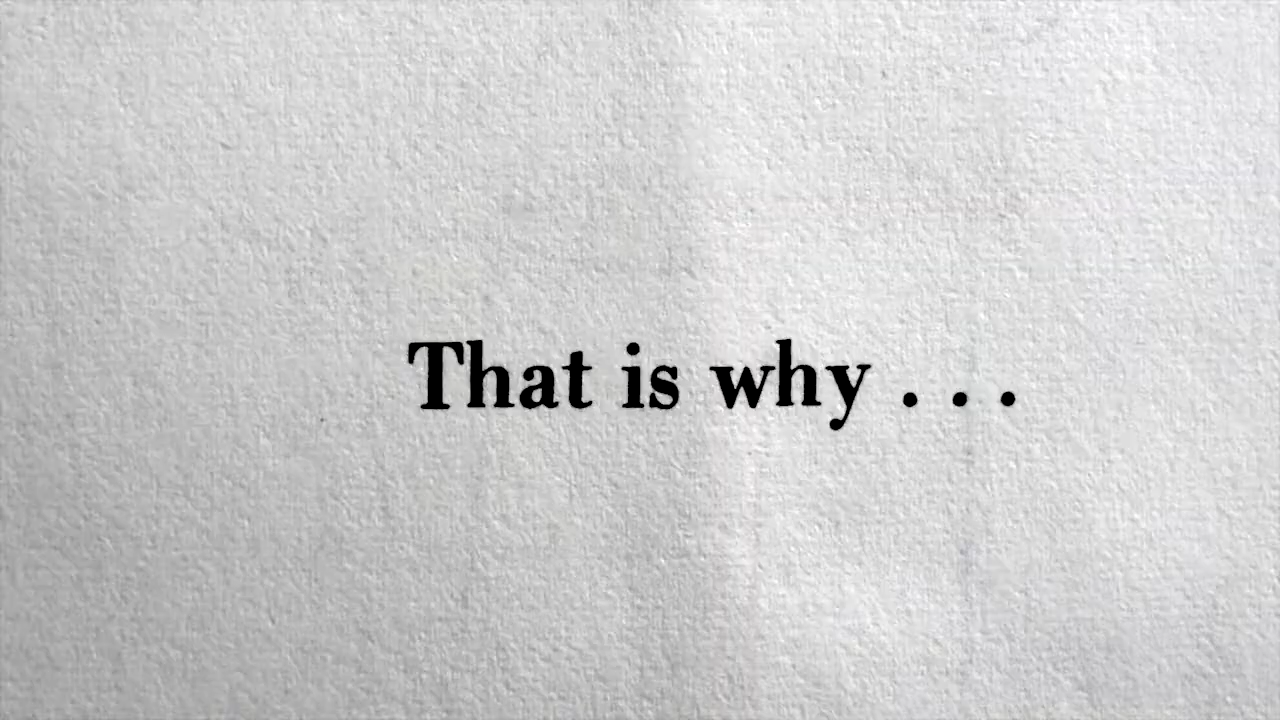 That is why . . .